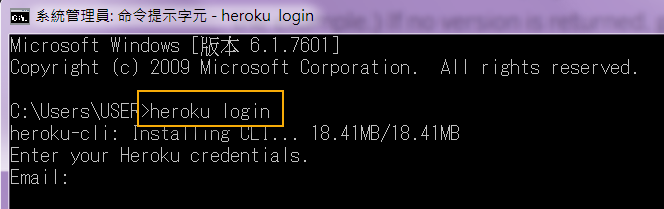 系統管理員: 命令提示字元 - heroku login
mple.) If no version is returned,
Microsoft Windows [版本 6.1.7601]
Copyright (c) 2009 Microsoft Corporation.  All rights reserved.
C:\Users\USER>heroku login
heroku-cli: Installing CLI... 18.41MB/18.41MB
Enter your Heroku credentials.
Email: